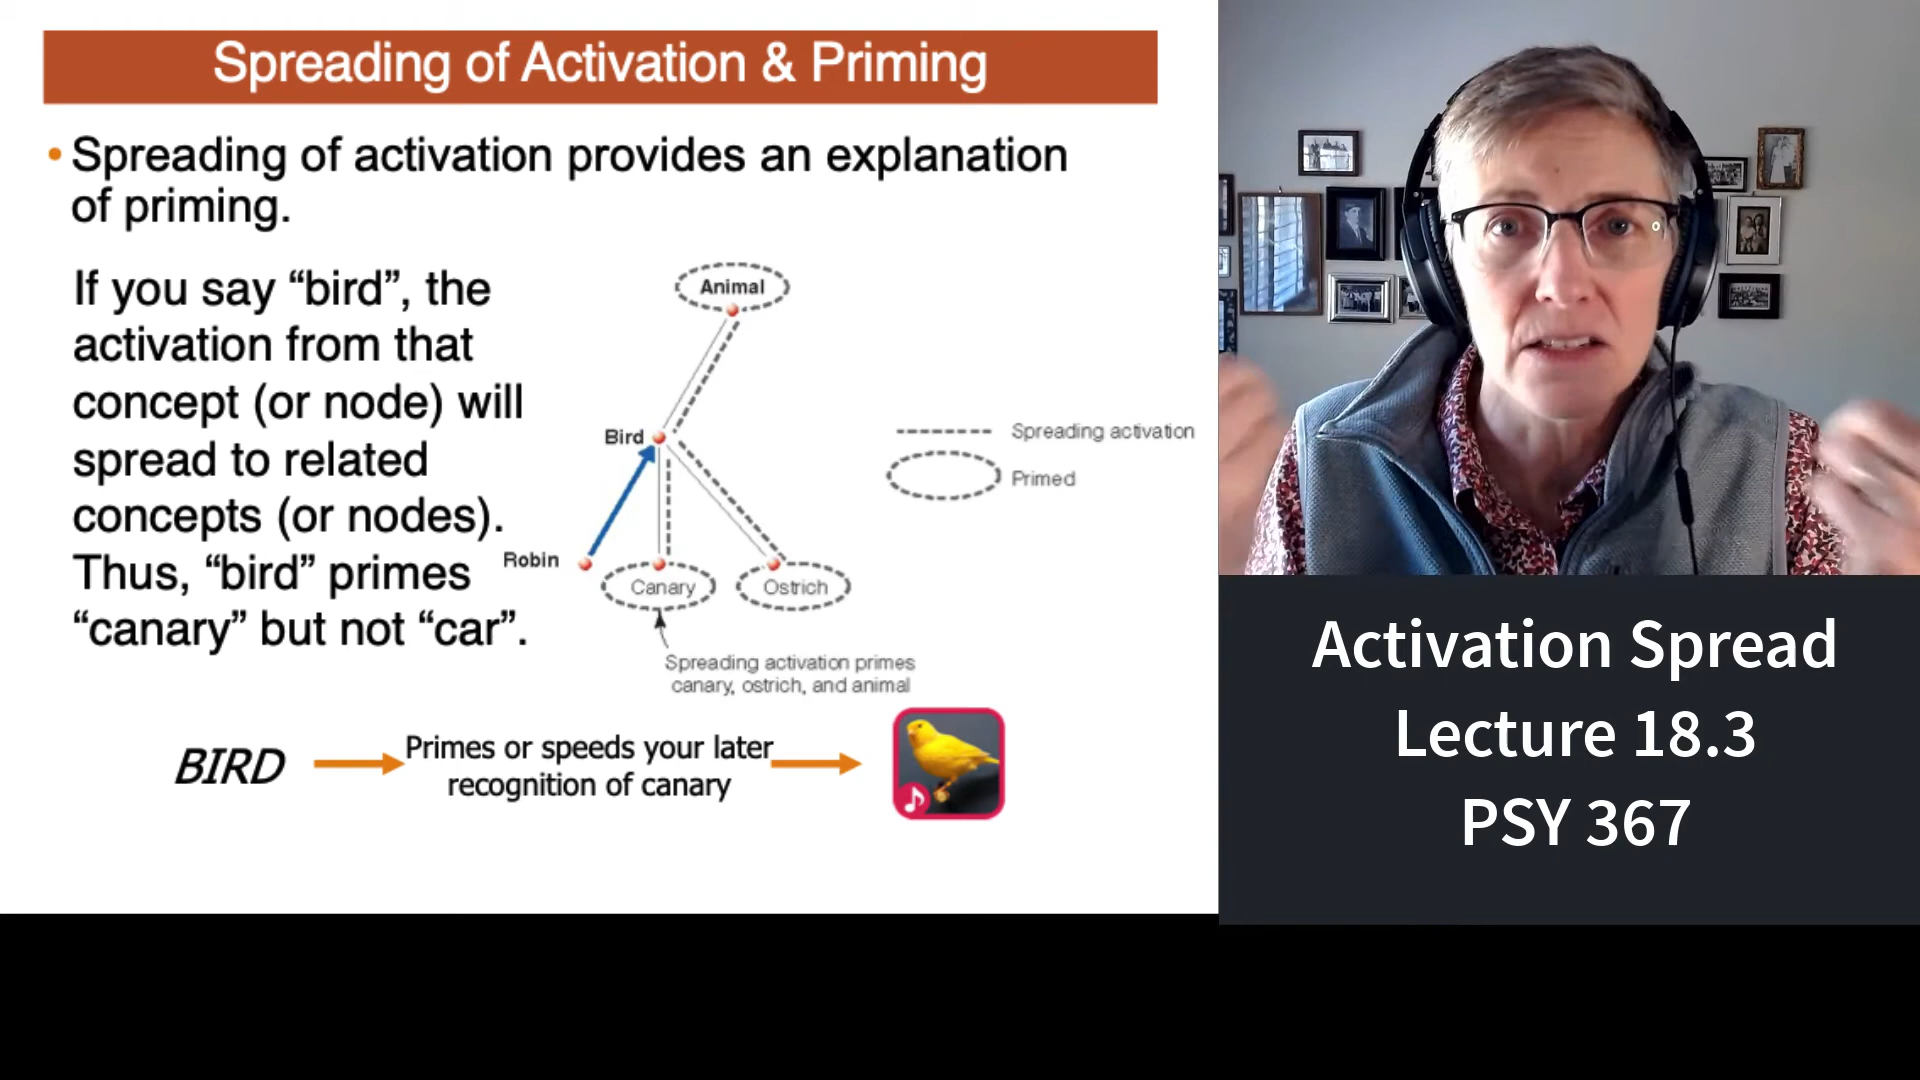 Spreading of Activation & Priming
• Spreading of activation provides an explanation
of priming.
If you say “bird”, the
activation from that
concept (or node) will
spread to related
concepts (or nodes).
Thus, “bird” primes
“canary” but not “car”.
Animal
Bird
Robin
Canary
Ostrich
Spreading activation
Primed
Spreading activation primes
canary, ostrich, and animal
BIRD
Primes or speeds your later
recognition of canary
Activation Spread
Lecture 18.3
PSY 367